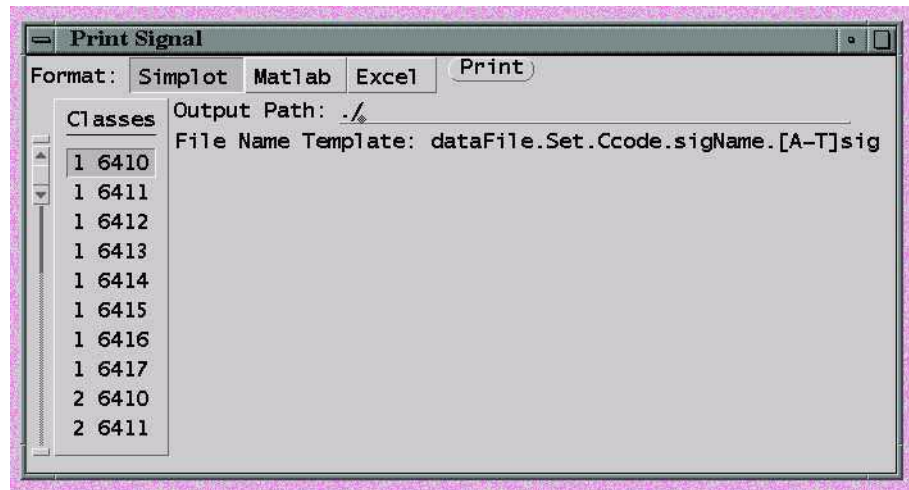 Print Signal
Format: Simplot Matlab Excel Print
Classes
Output Path: ./
File Name Template: dataFile.Set.Ccode.sigName.[A-T]sig
1 6410
1 6411
1 6412
1 6413
1 6414
1 6415
1 6416
1 6417
2 6410
2 6411